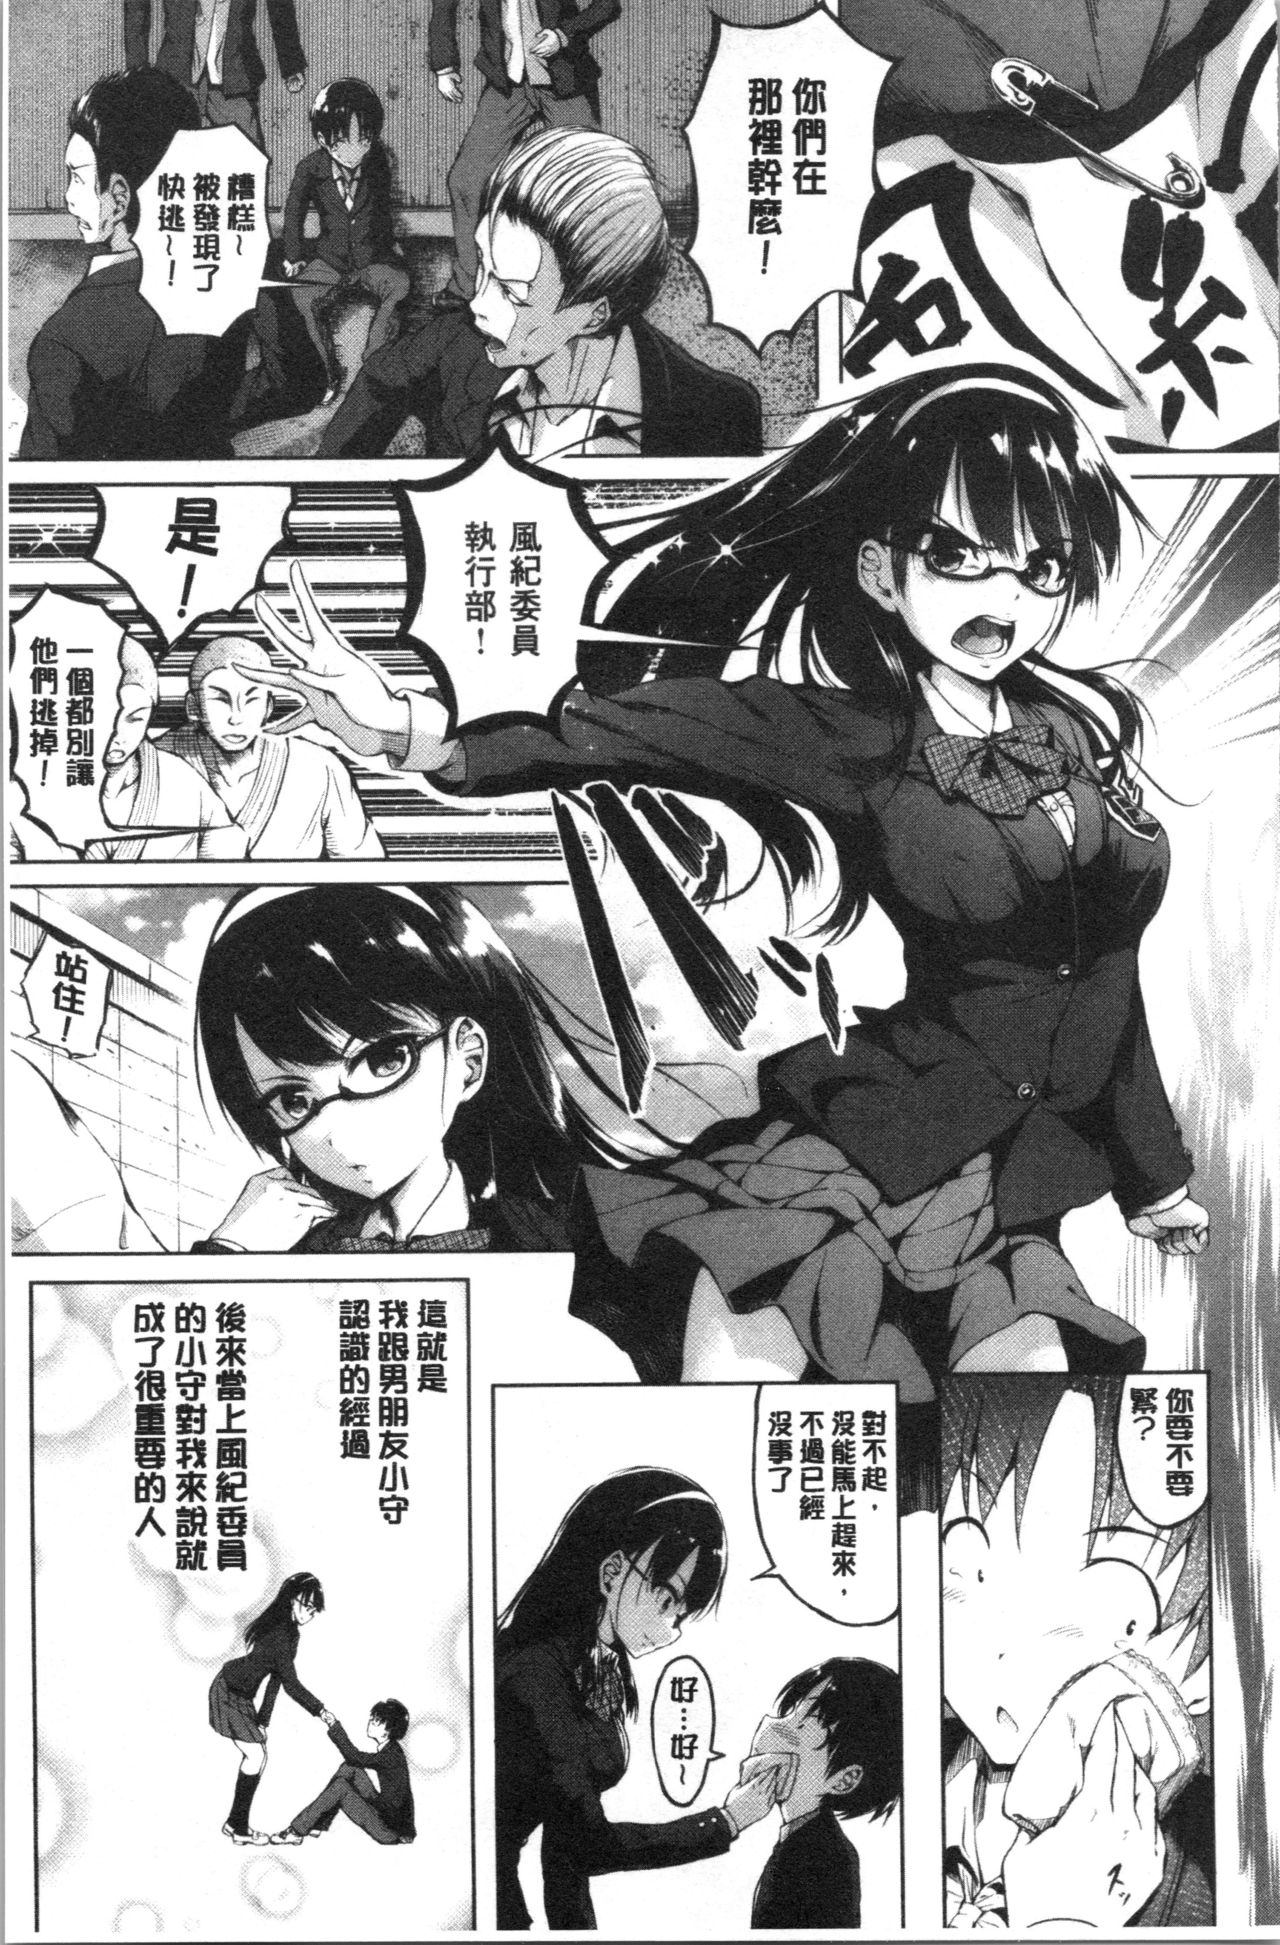 你們在
那裡幹麼！
糟糕～
被發現了
快逃～！
風紀委員
執行部！
是！
一個都別讓
他們逃掉！
站住！
你要不要
緊？
對不起，
沒能馬上趕來，
不過已經
沒事了
好…好～
這就是
我跟男朋友小守
認識的經過
後來當上風紀委員
的小守對我來說就
成了很重要的人